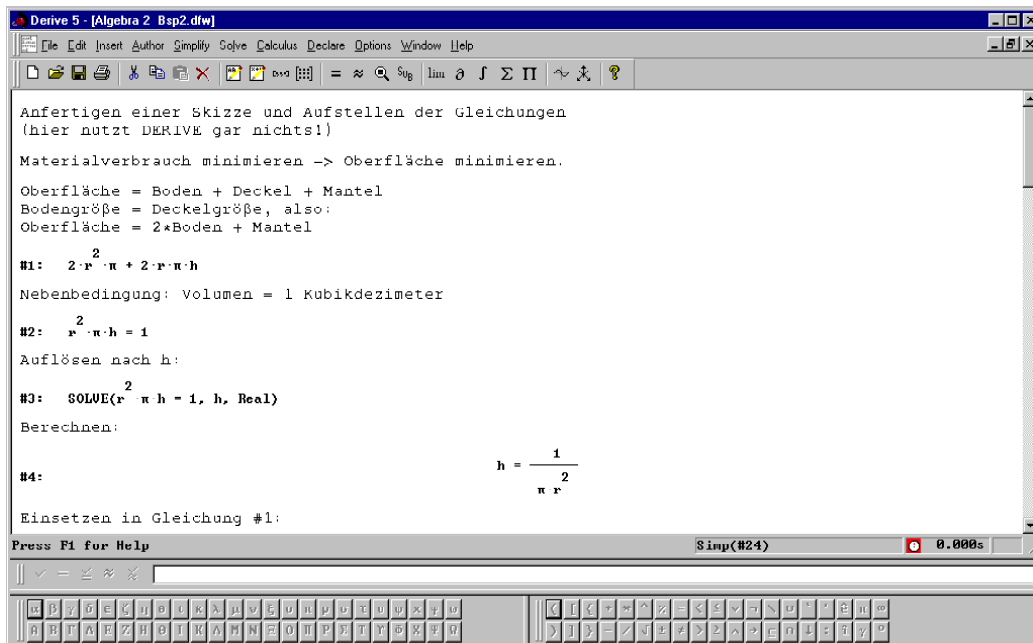 Derive 5 - [Algebra 2 Bsp2.dfw]
File Edit Insert Author Simplify Solve Calculus Declare Options Window Help
= ≈ SUB lim ∂ ∫ Σ Π
Anfertigen einer Skizze und Aufstellen der Gleichungen
(hier nutzt DERIVE gar nichts!)
Materialverbrauch minimieren -> Oberfläche minimieren.
Oberfläche = Boden + Deckel + Mantel
Bodengröße = Deckelgröße, also:
Oberfläche = 2*Boden + Mantel
#1: 2·r²·π + 2·r·π·h
Nebenbedingung: Volumen = 1 Kubikdezimeter
#2: r²·π·h = 1
Auflösen nach h:
#3: SOLVE(r²·π·h = 1, h, Real)
Berechnen:
#4: h = 1 / (π·r²)
Einsetzen in Gleichung #1:
Press F1 for Help Simp(#24) 0.000s
α β γ δ ε ζ η θ ι κ λ μ ν ξ ο π ρ σ τ υ φ χ ψ ω
Α Β Γ Δ Ε Ζ Η Θ Ι Κ Λ Μ Ν Ξ Ο Π Ρ Σ Τ Υ Φ Χ Ψ Ω